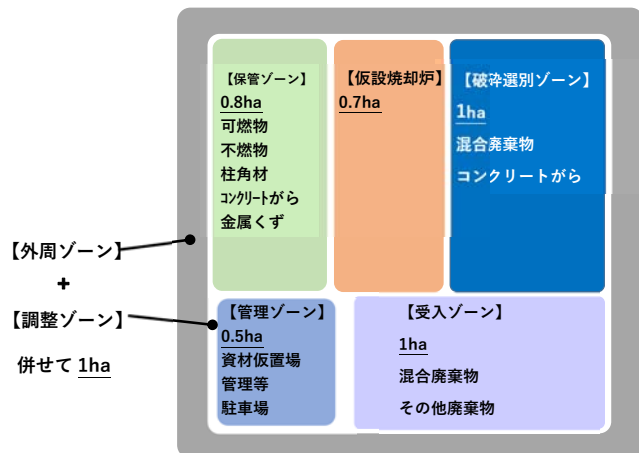 【保管ゾーン】
0.8ha
可燃物
不燃物
柱角材
ｺﾝｸﾘｰﾄがら
金属くず
【仮設焼却炉】
0.7ha
【破砕選別ゾーン】
1ha
混合廃棄物
コンクリートがら
【外周ゾーン】
+
【調整ゾーン】
併せて 1ha
【管理ゾーン】
0.5ha
資材仮置場
管理等
駐車場
【受入ゾーン】
1ha
混合廃棄物
その他廃棄物